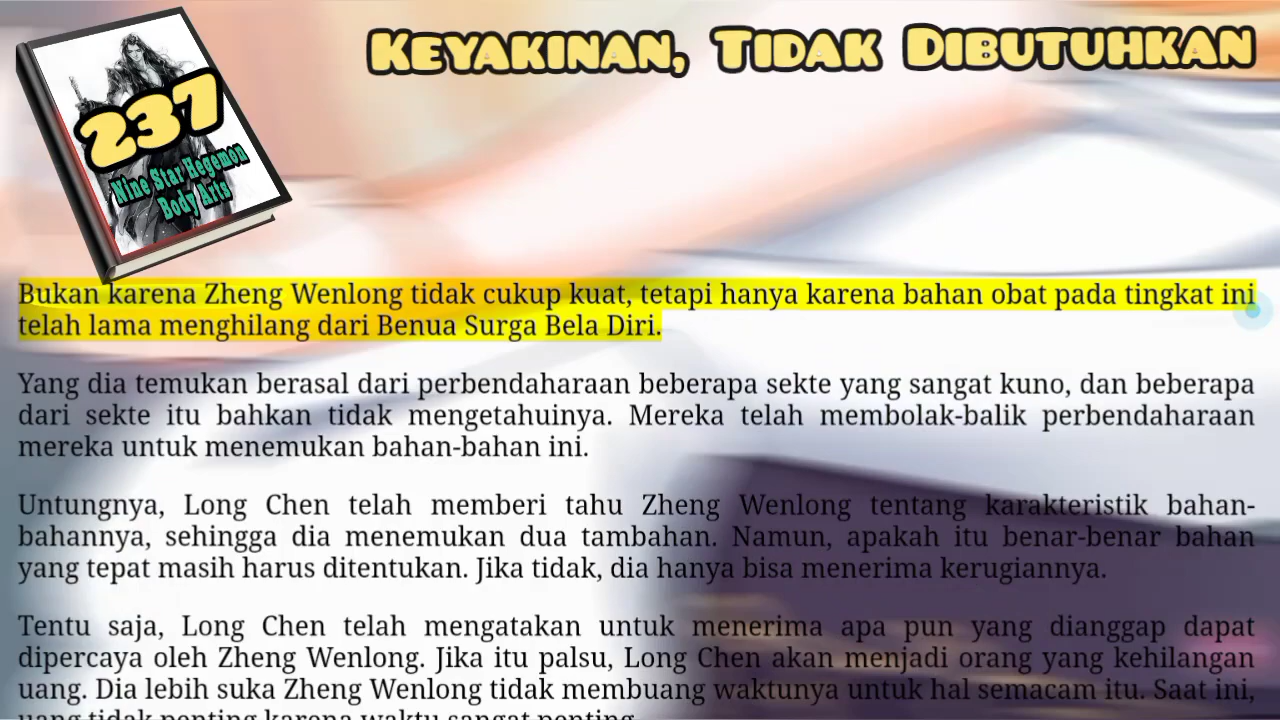 KEYAKINAN, TIDAK DIBUTUHKAN
237
Nine Star Hegemon
Body Arts
Bukan karena Zheng Wenlong tidak cukup kuat, tetapi hanya karena bahan obat pada tingkat ini
telah lama menghilang dari Benua Surga Bela Diri.
Yang dia temukan berasal dari perbendaharaan beberapa sekte yang sangat kuno, dan beberapa
dari sekte itu bahkan tidak mengetahuinya. Mereka telah membolak-balik perbendaharaan
mereka untuk menemukan bahan-bahan ini.
Untungnya, Long Chen telah memberi tahu Zheng Wenlong tentang karakteristik bahan-
bahannya, sehingga dia menemukan dua tambahan. Namun, apakah itu benar-benar bahan
yang tepat masih harus ditentukan. Jika tidak, dia hanya bisa menerima kerugiannya.
Tentu saja, Long Chen telah mengatakan untuk menerima apa pun yang dianggap dapat
dipercaya oleh Zheng Wenlong. Jika itu palsu, Long Chen akan menjadi orang yang kehilangan
uang. Dia lebih suka Zheng Wenlong tidak membuang waktunya untuk hal semacam itu. Saat ini,
uang tidak penting karena waktu sangat penting.